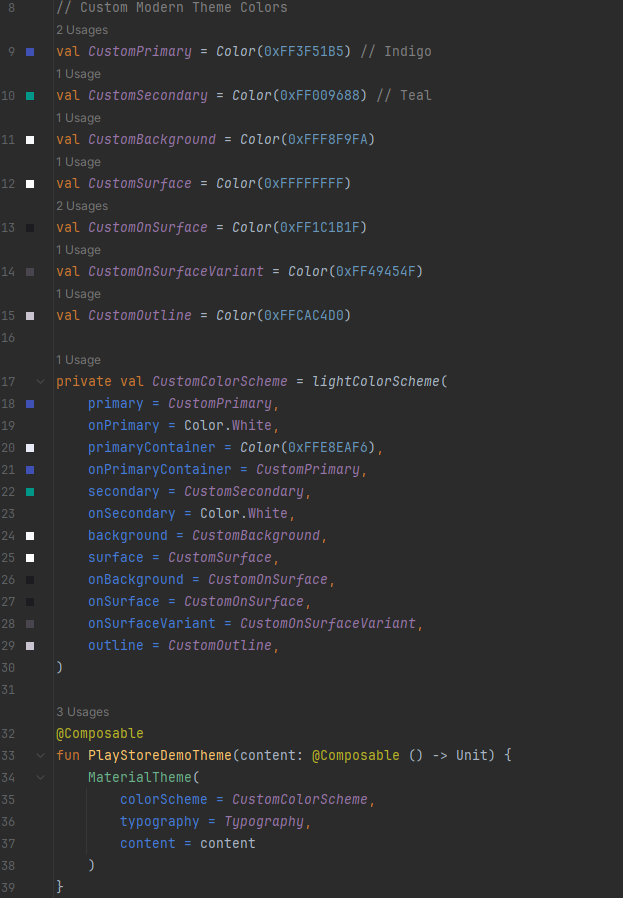 8 // Custom Modern Theme Colors
2 Usages
9 val CustomPrimary = Color(0xFF3F51B5) // Indigo
1 Usage
10 val CustomSecondary = Color(0xFF009688) // Teal
1 Usage
11 val CustomBackground = Color(0xFFF8F9FA)
1 Usage
12 val CustomSurface = Color(0xFFFFFFFF)
2 Usages
13 val CustomOnSurface = Color(0xFF1C1B1F)
1 Usage
14 val CustomOnSurfaceVariant = Color(0xFF49454F)
1 Usage
15 val CustomOutline = Color(0xFFCAC4D0)
16
1 Usage
17 private val CustomColorScheme = lightColorScheme(
18     primary = CustomPrimary,
19     onPrimary = Color.White,
20     primaryContainer = Color(0xFFE8EAF6),
21     onPrimaryContainer = CustomPrimary,
22     secondary = CustomSecondary,
23     onSecondary = Color.White,
24     background = CustomBackground,
25     surface = CustomSurface,
26     onBackground = CustomOnSurface,
27     onSurface = CustomOnSurface,
28     onSurfaceVariant = CustomOnSurfaceVariant,
29     outline = CustomOutline,
30 )
31
3 Usages
32 @Composable
33 fun PlayStoreDemoTheme(content: @Composable () -> Unit) {
34     MaterialTheme(
35         colorScheme = CustomColorScheme,
36         typography = Typography,
37         content = content
38     )
39 }